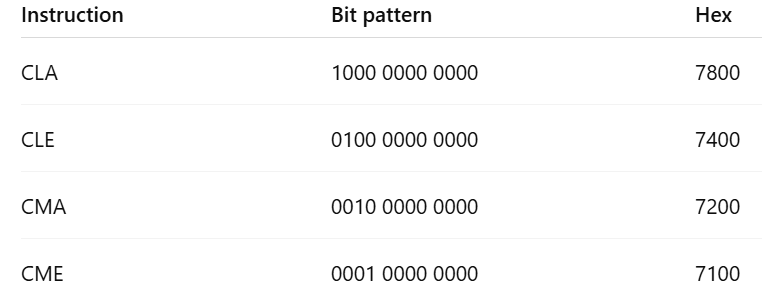 Instruction Bit pattern Hex
CLA 1000 0000 0000 7800
CLE 0100 0000 0000 7400
CMA 0010 0000 0000 7200
CME 0001 0000 0000 7100